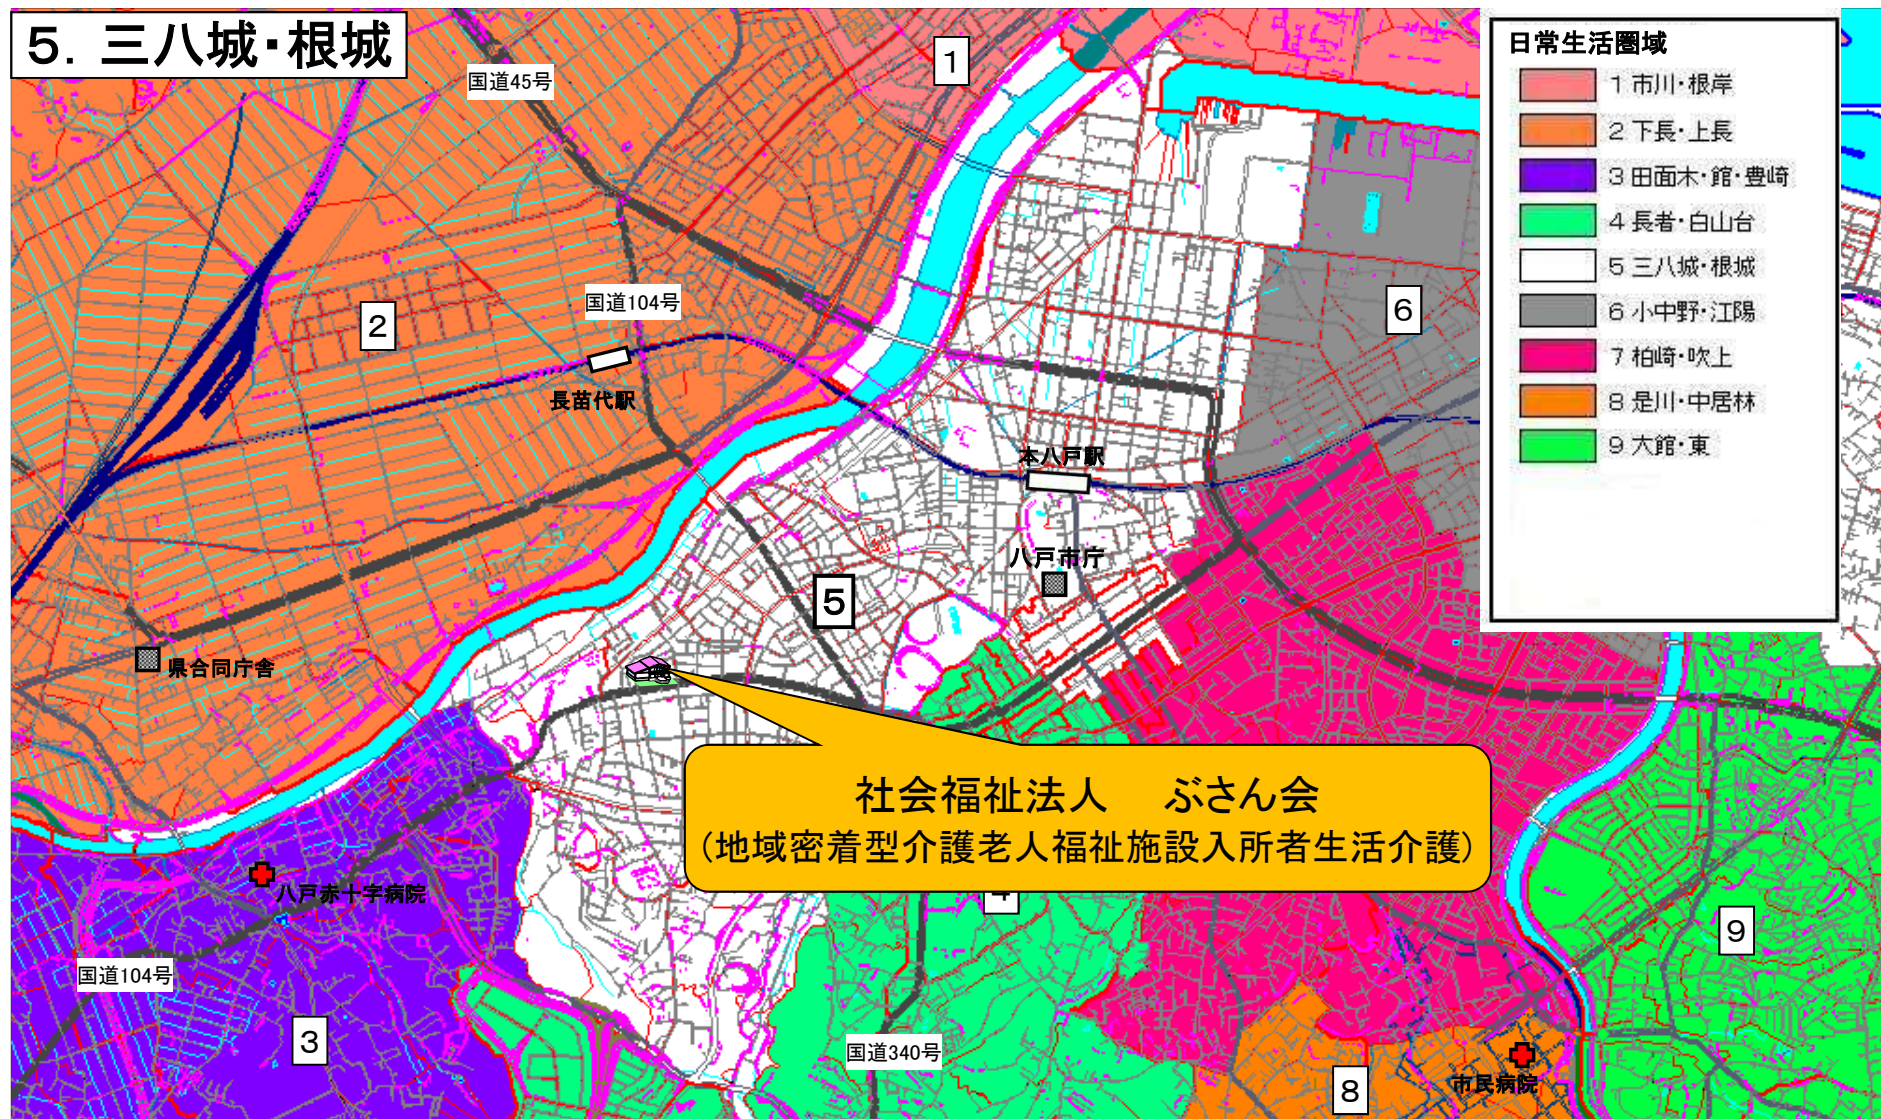 5. 三八城・根城
国道45号
1
日常生活圏域
1 市川・根岸
2 下長・上長
3 田面木・館・豊崎
4 長者・白山台
5 三八城・根城
6 小中野・江陽
7 柏崎・吹上
8 是川・中居林
9 大館・東
国道104号
2
6
長苗代駅
本八戸駅
八戸市庁
5
県合同庁舎
社会福祉法人 ぶさん会
(地域密着型介護老人福祉施設入所者生活介護)
八戸赤十字病院
4
9
国道104号
3
国道340号
市民病院
8